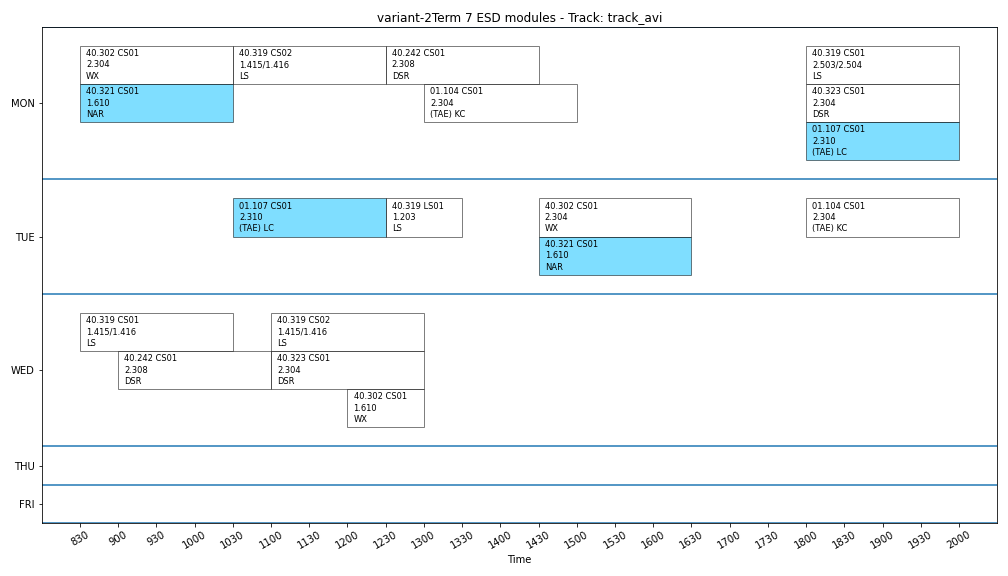 variant-2Term 7 ESD modules - Track: track_avi
MON
40.302 CS01
2.304
WX
40.319 CS02
1.415/1.416
LS
40.242 CS01
2.308
DSR
40.319 CS01
2.503/2.504
LS
40.321 CS01
1.610
NAR
01.104 CS01
2.304
(TAE) KC
40.323 CS01
2.304
DSR
01.107 CS01
2.310
(TAE) LC
TUE
01.107 CS01
2.310
(TAE) LC
40.319 LS01
1.203
LS
40.302 CS01
2.304
WX
01.104 CS01
2.304
(TAE) KC
40.321 CS01
1.610
NAR
WED
40.319 CS01
1.415/1.416
LS
40.319 CS02
1.415/1.416
LS
40.242 CS01
2.308
DSR
40.323 CS01
2.304
DSR
40.302 CS01
1.610
WX
THU
FRI
830 900 930 1000 1030 1100 1130 1200 1230 1300 1330 1400 1430 1500 1600 1630 1700 1730 1800 1830 1900 1930 2000
Time